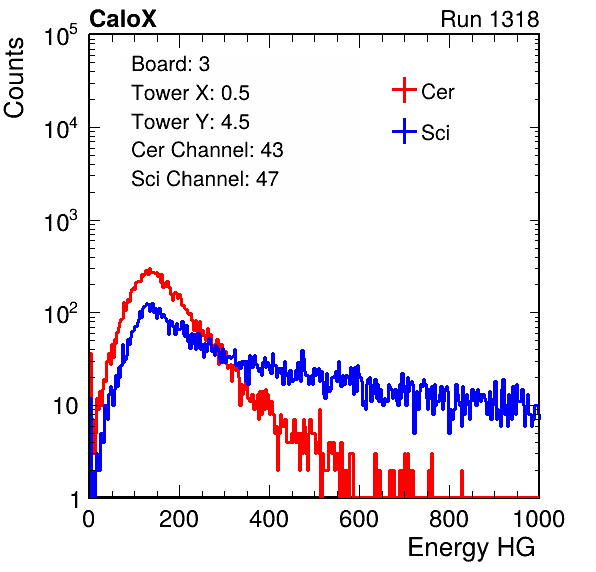 CaloX Run 1318
Counts
10^5
10^4
10^3
10^2
10
1
Board: 3
Tower X: 0.5
Tower Y: 4.5
Cer Channel: 43
Sci Channel: 47
Cer
Sci
0 200 400 600 800 1000
Energy HG